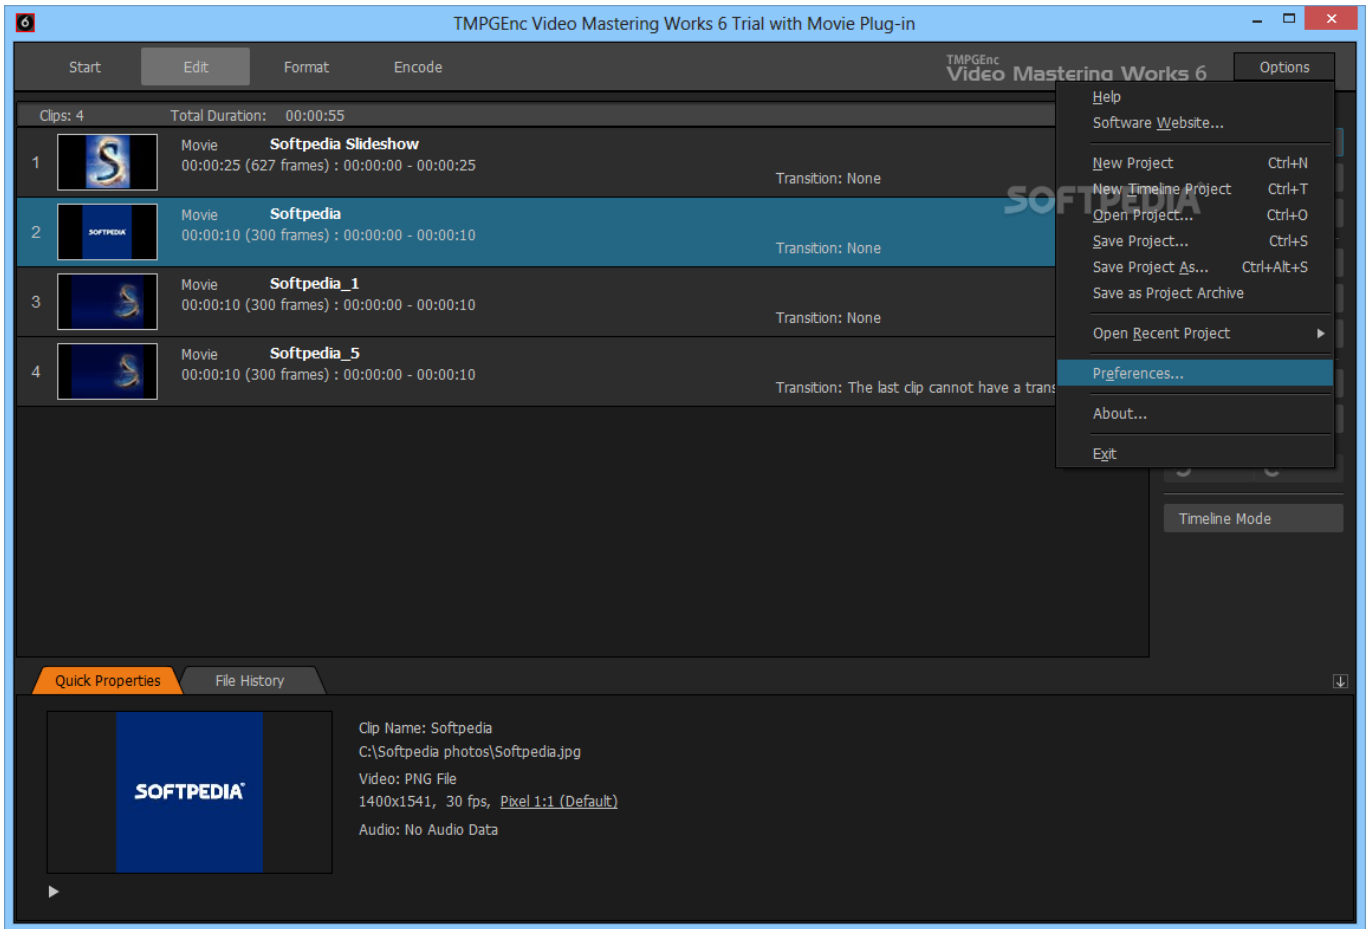 TMPGEnc Video Mastering Works 6 Trial with Movie Plug-in
Start Edit Format Encode
TMPGEnc
Video Mastering Works 6
Options
Clips: 4 Total Duration: 00:00:55
1 Movie Softpedia Slideshow
00:00:25 (627 frames) : 00:00:00 - 00:00:25
Transition: None
2 SOFTPEDIA Movie Softpedia
00:00:10 (300 frames) : 00:00:00 - 00:00:10
Transition: None
3 Movie Softpedia_1
00:00:10 (300 frames) : 00:00:00 - 00:00:10
Transition: None
4 Movie Softpedia_5
00:00:10 (300 frames) : 00:00:00 - 00:00:10
Transition: The last clip cannot have a trans
Help
Software Website...
New Project Ctrl+N
New Timeline Project Ctrl+T
SOFTPEDIA
Open Project... Ctrl+O
Save Project... Ctrl+S
Save Project As... Ctrl+Alt+S
Save as Project Archive
Open Recent Project
Preferences...
About...
Exit
Timeline Mode
Quick Properties File History
SOFTPEDIA
Clip Name: Softpedia
C:\Softpedia photos\Softpedia.jpg
Video: PNG File
1400x1541, 30 fps, Pixel 1:1 (Default)
Audio: No Audio Data